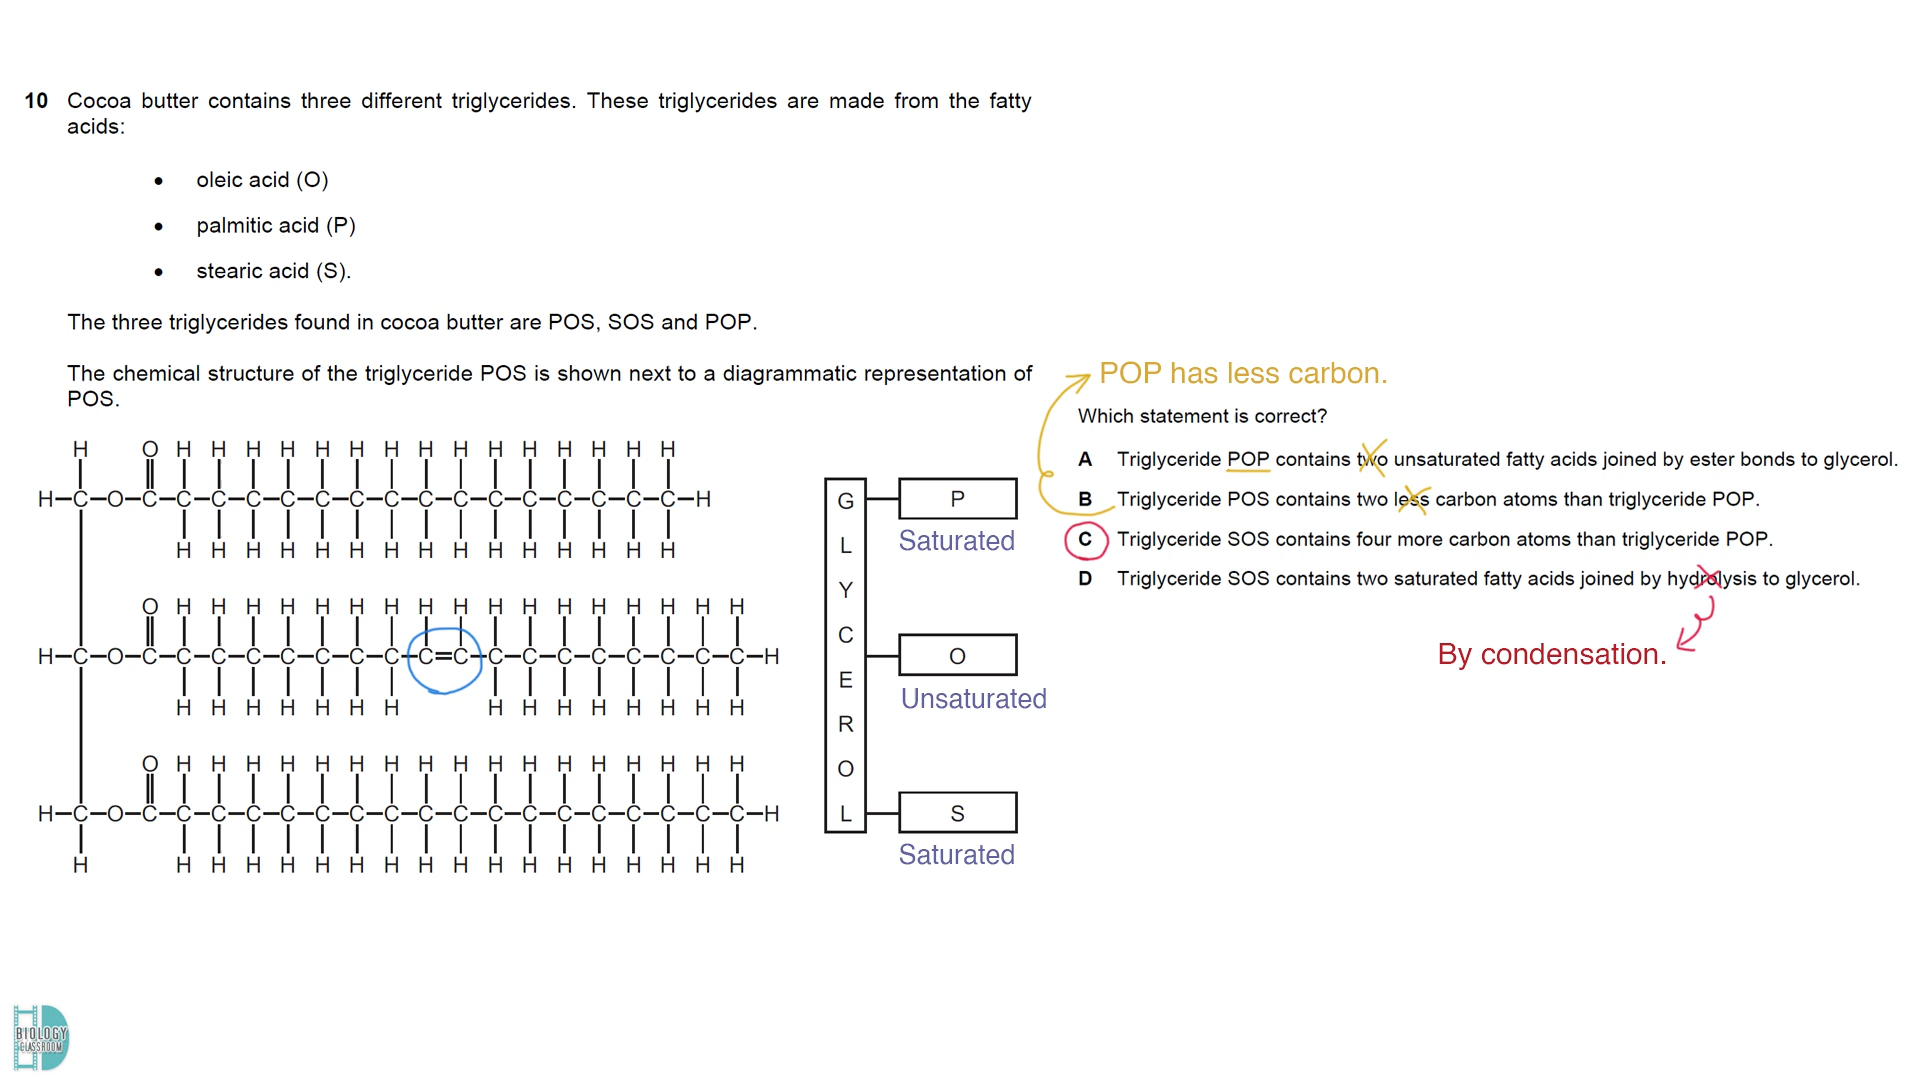 10 Cocoa butter contains three different triglycerides. These triglycerides are made from the fatty
acids:
• oleic acid (O)
• palmitic acid (P)
• stearic acid (S).
The three triglycerides found in cocoa butter are POS, SOS and POP.
The chemical structure of the triglyceride POS is shown next to a diagrammatic representation of
POS.
H O H H H H H H H H H H H H H H H
H–C–O–C–C–C–C–C–C–C–C–C–C–C–C–C–C–C–C–H
H H H H H H H H H H H H H H H
O H H H H H H H H H H H H H H H H H
H–C–O–C–C–C–C–C–C–C–C–C=C–C–C–C–C–C–C–C–C–H
H H H H H H H H H H H H H H H
O H H H H H H H H H H H H H H H H H
H–C–O–C–C–C–C–C–C–C–C–C–C–C–C–C–C–C–C–C–C–H
H H H H H H H H H H H H H H H H H H
GLYCEROL
P
Saturated
O
Unsaturated
S
Saturated
POP has less carbon.
Which statement is correct?
A Triglyceride POP contains two unsaturated fatty acids joined by ester bonds to glycerol.
B Triglyceride POS contains two less carbon atoms than triglyceride POP.
C Triglyceride SOS contains four more carbon atoms than triglyceride POP.
D Triglyceride SOS contains two saturated fatty acids joined by hydrolysis to glycerol.
By condensation.
BIOLOGY
CLASSROOM